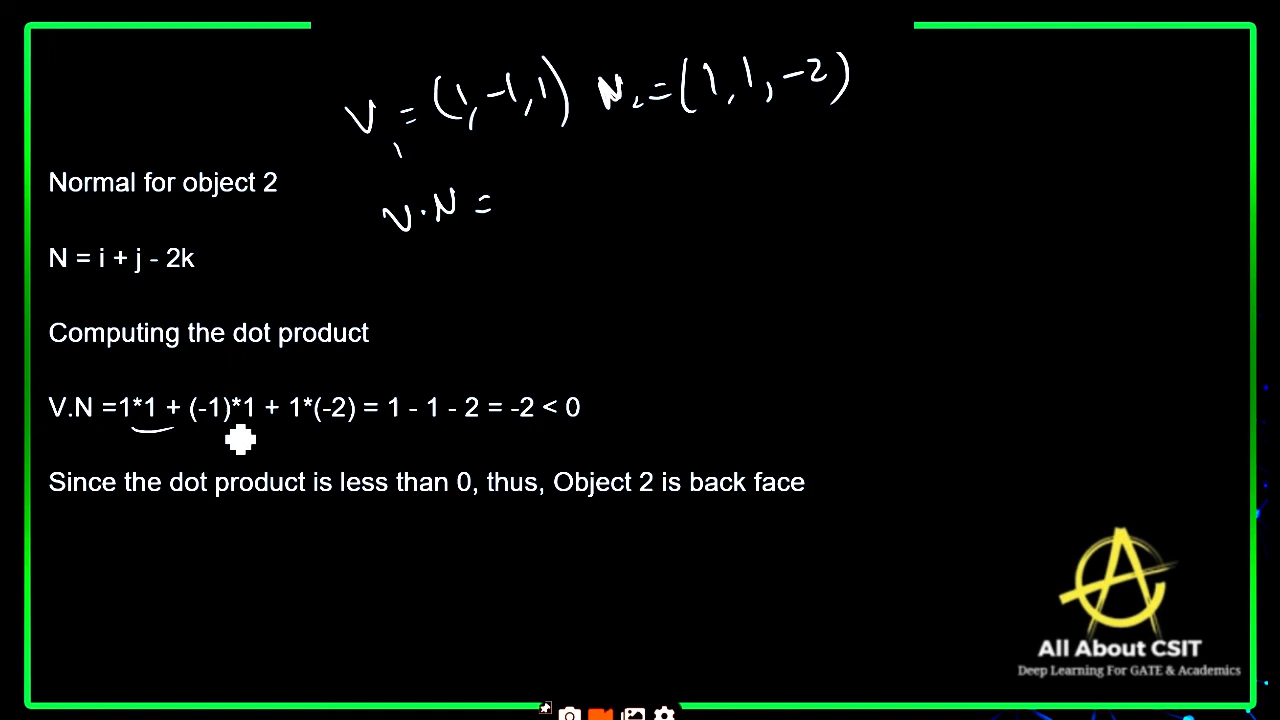 V₁ = (1, -1, 1) N₂ = (1, 1, -2)
Normal for object 2
V·N =
N = i + j - 2k
Computing the dot product
V.N =1*1 + (-1)*1 + 1*(-2) = 1 - 1 - 2 = -2 < 0
Since the dot product is less than 0, thus, Object 2 is back face
All About CSIT
Deep Learning For GATE & Academics